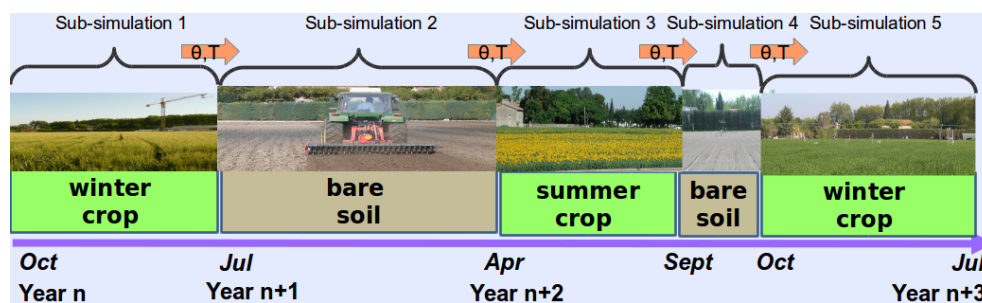 Sub-simulation 1
Sub-simulation 2
Sub-simulation 3
Sub-simulation 4
Sub-simulation 5
θ,T
θ,T
θ,T
θ,T
winter
crop
bare
soil
summer
crop
bare
soil
winter
crop
Oct
Jul
Apr
Sept
Oct
Jul
Year n
Year n+1
Year n+2
Year n+3